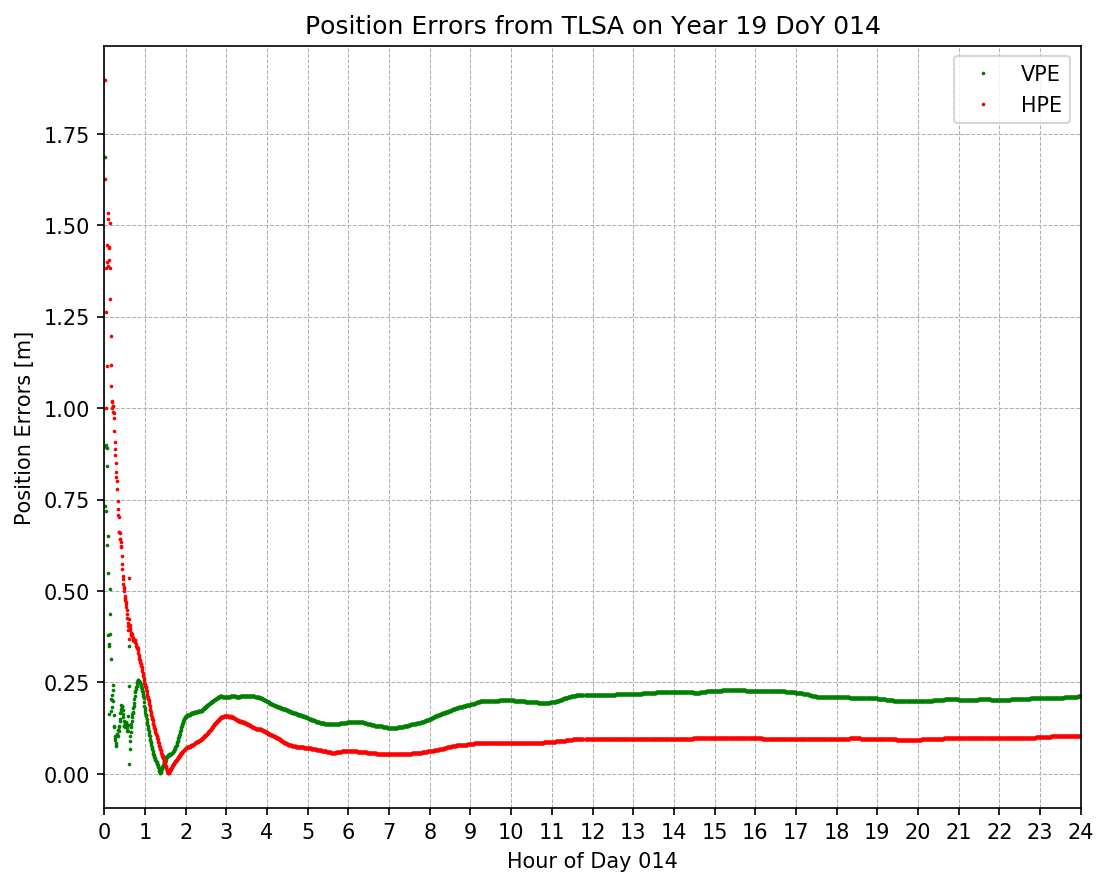 Position Errors from TLSA on Year 19 DoY 014
VPE
HPE
Position Errors [m]
1.75
1.50
1.25
1.00
0.75
0.50
0.25
0.00
0 1 2 3 4 5 6 7 8 9 10 11 12 13 14 15 16 17 18 19 20 21 22 23 24
Hour of Day 014